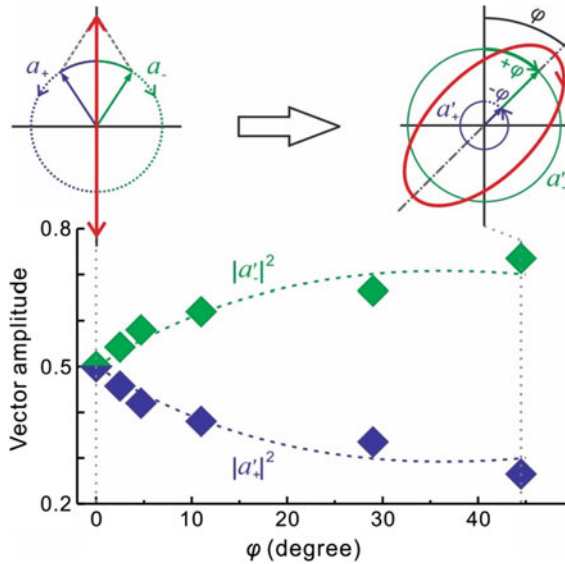 φ
a₊
a₋
+φ
-φ
a'₊
a'₋
0.8
Vector amplitude
|a'₋|²
0.5
|a'₊|²
0.2
0
10
20
30
40
φ (degree)